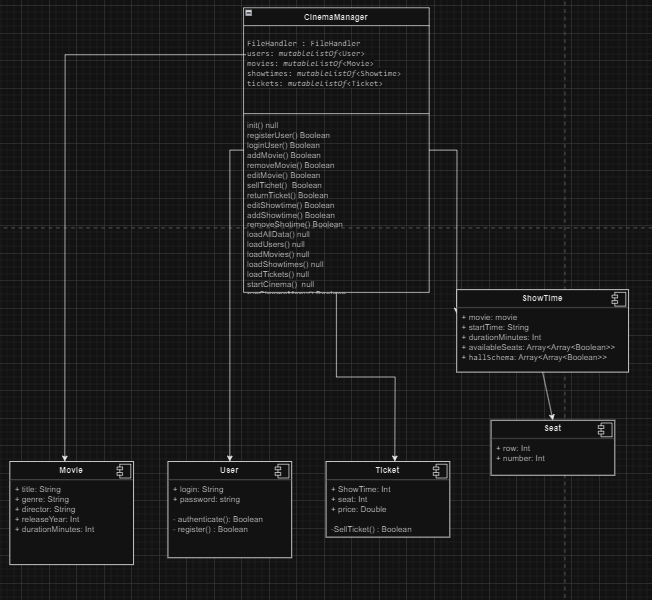 CinemaManager
FileHandler : FileHandler
users: mutableListOf<User>
movies: mutableListOf<Movie>
showtimes: mutableListOf<Showtime>
tickets: mutableListOf<Ticket>
init() null
registerUser() Boolean
loginUser() Boolean
addMovie() Boolean
removeMovie() Boolean
editMovie() Boolean
sellTichet() Boolean
returnTicket() Boolean
editShowtime() Boolean
addShowtime() Boolean
removeShotime() Boolean
loadAllData() null
loadUsers() null
loadMovies() null
loadShowtimes() null
loadTickets() null
startCinema() null
ShowTime
+ movie: movie
+ startTime: String
+ durationMinutes: Int
+ availableSeats: Array<Array<Boolean>>
+ hallSchema: Array<Array<Boolean>>
Seat
+ row: Int
+ number: Int
Movie
+ title: String
+ genre: String
+ director: String
+ releaseYear: Int
+ durationMinutes: Int
User
+ login: String
+ password: string
- authenticate(): Boolean
- register() : Boolean
Ticket
+ ShowTime: Int
+ seat: Int
+ price: Double
-SellTicket() : Boolean